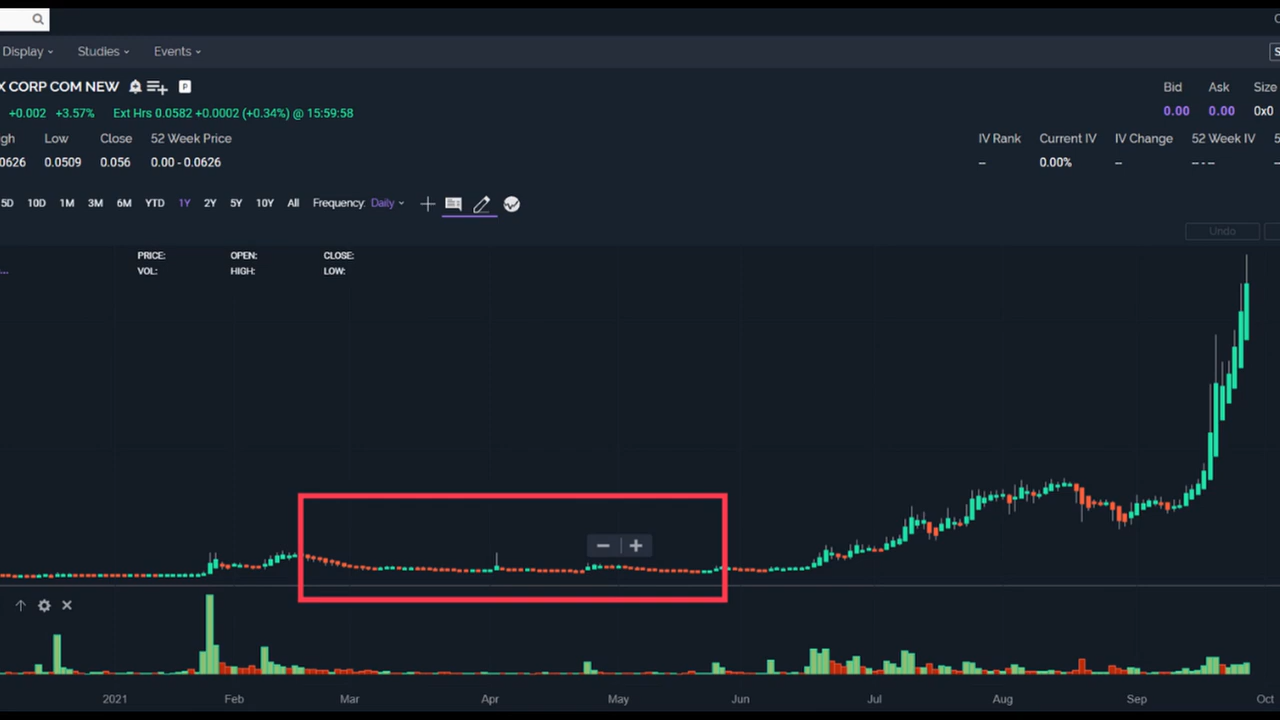 Display Studies Events
X CORP COM NEW P Bid Ask Size
+0.002 +3.57% Ext Hrs 0.0582 +0.0002 (+0.34%) @ 15:59:58 0.00 0.00 0x0
gh Low Close 52 Week Price IV Rank Current IV IV Change 52 Week IV 5
0626 0.0509 0.056 0.00 - 0.0626 – 0.00% – -- - --
5D 10D 1M 3M 6M YTD 1Y 2Y 5Y 10Y All Frequency: Daily
Undo
PRICE: OPEN: CLOSE:
... VOL: HIGH: LOW:
2021 Feb Mar Apr May Jun Jul Aug Sep Oct